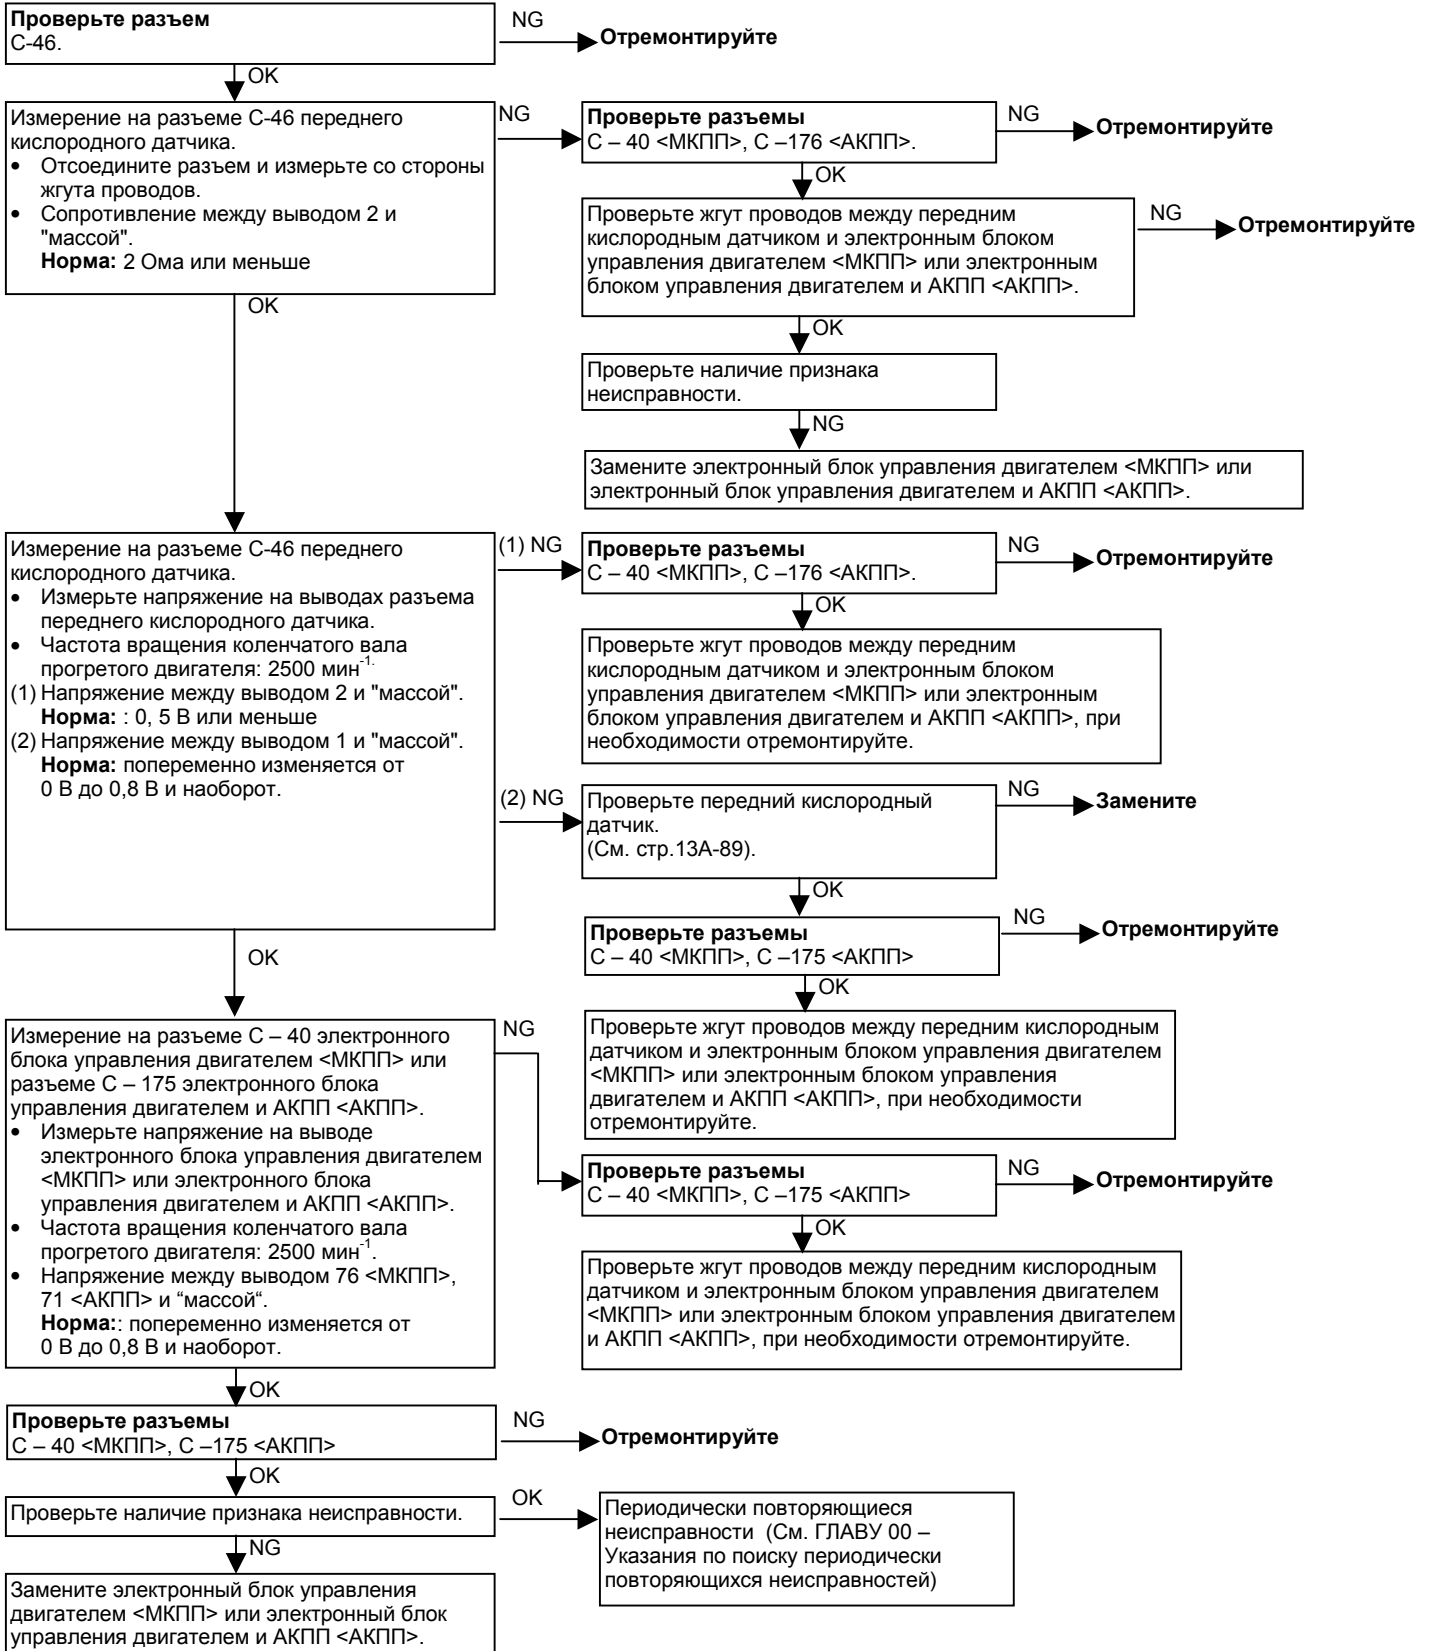 Проверьте разъем
С-46.
NG
Отремонтируйте
OK
Измерение на разъеме С-46 переднего
кислородного датчика.
• Отсоедините разъем и измерьте со стороны
жгута проводов.
• Сопротивление между выводом 2 и
"массой".
Норма: 2 Ома или меньше
NG
Проверьте разъемы
С – 40 <МКПП>, С –176 <АКПП>.
NG
Отремонтируйте
OK
Проверьте жгут проводов между передним
кислородным датчиком и электронным блоком
управления двигателем <МКПП> или электронным
блоком управления двигателем и АКПП <АКПП>.
NG
Отремонтируйте
OK
Проверьте наличие признака
неисправности.
NG
Замените электронный блок управления двигателем <МКПП> или
электронный блок управления двигателем и АКПП <АКПП>.
OK
Измерение на разъеме С-46 переднего
кислородного датчика.
• Измерьте напряжение на выводах разъема
переднего кислородного датчика.
• Частота вращения коленчатого вала
прогретого двигателя: 2500 мин-1.
(1) Напряжение между выводом 2 и "массой".
Норма: : 0, 5 В или меньше
(2) Напряжение между выводом 1 и "массой".
Норма: попеременно изменяется от
0 В до 0,8 В и наоборот.
(1) NG
Проверьте разъемы
С – 40 <МКПП>, С –176 <АКПП>.
NG
Отремонтируйте
OK
Проверьте жгут проводов между передним
кислородным датчиком и электронным блоком
управления двигателем <МКПП> или электронным
блоком управления двигателем и АКПП <АКПП>, при
необходимости отремонтируйте.
(2) NG
Проверьте передний кислородный
датчик.
(См. стр.13А-89).
NG
Замените
OK
Проверьте разъемы
С – 40 <МКПП>, С –175 <АКПП>
NG
Отремонтируйте
OK
Проверьте жгут проводов между передним кислородным
датчиком и электронным блоком управления двигателем
<МКПП> или электронным блоком управления
двигателем и АКПП <АКПП>, при необходимости
отремонтируйте.
OK
Измерение на разъеме С – 40 электронного
блока управления двигателем <МКПП> или
разъеме С – 175 электронного блока
управления двигателем и АКПП <АКПП>.
• Измерьте напряжение на выводе
электронного блока управления двигателем
<МКПП> или электронного блока
управления двигателем и АКПП <АКПП>.
• Частота вращения коленчатого вала
прогретого двигателя: 2500 мин-1.
• Напряжение между выводом 76 <МКПП>,
71 <АКПП> и “массой“.
Норма:: попеременно изменяется от
0 В до 0,8 В и наоборот.
NG
Проверьте разъемы
С – 40 <МКПП>, С –175 <АКПП>
NG
Отремонтируйте
OK
Проверьте жгут проводов между передним кислородным
датчиком и электронным блоком управления двигателем
<МКПП> или электронным блоком управления двигателем
и АКПП <АКПП>, при необходимости отремонтируйте.
OK
Проверьте разъемы
С – 40 <МКПП>, С –175 <АКПП>
NG
Отремонтируйте
OK
Проверьте наличие признака неисправности.
OK
Периодически повторяющиеся
неисправности (См. ГЛАВУ 00 –
Указания по поиску периодически
повторяющихся неисправностей)
NG
Замените электронный блок управления
двигателем <МКПП> или электронный блок
управления двигателем и АКПП <АКПП>.